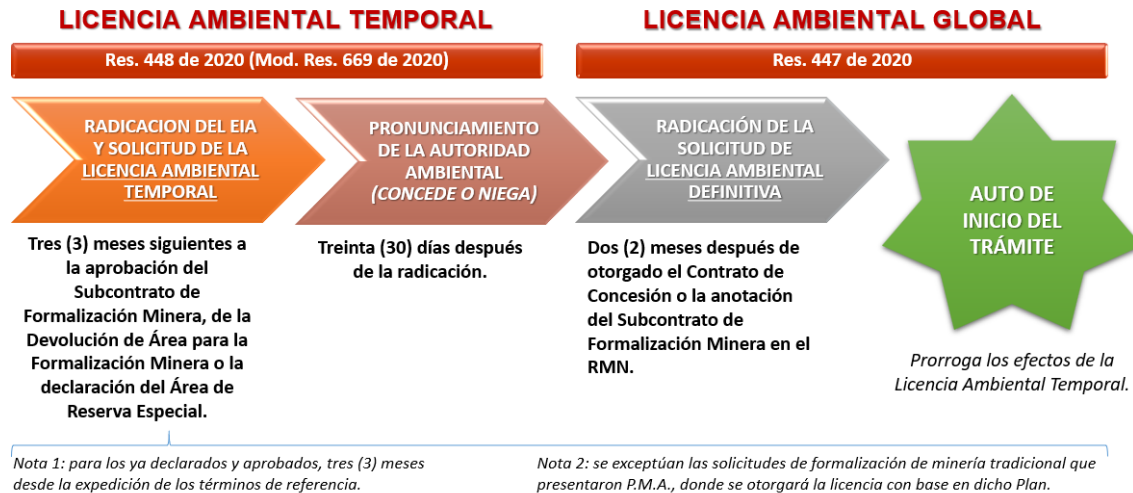 LICENCIA AMBIENTAL TEMPORAL
Res. 448 de 2020 (Mod. Res. 669 de 2020)
RADICACION DEL EIA
Y SOLICITUD DE LA
LICENCIA AMBIENTAL
TEMPORAL
Tres (3) meses siguientes a
la aprobación del
Subcontrato de
Formalización Minera, de la
Devolución de Área para la
Formalización Minera o la
declaración del Área de
Reserva Especial.
PRONUNCIAMIENTO
DE LA AUTORIDAD
AMBIENTAL
(CONCEDE O NIEGA)
Treinta (30) días después
de la radicación.
LICENCIA AMBIENTAL GLOBAL
Res. 447 de 2020
RADICACIÓN DE LA
SOLICITUD DE
LICENCIA AMBIENTAL
DEFINITIVA
Dos (2) meses después de
otorgado el Contrato de
Concesión o la anotación
del Subcontrato de
Formalización Minera en el
RMN.
AUTO DE
INICIO DEL
TRÁMITE
Prorroga los efectos de la
Licencia Ambiental Temporal.
Nota 1: para los ya declarados y aprobados, tres (3) meses
desde la expedición de los términos de referencia.
Nota 2: se exceptúan las solicitudes de formalización de minería tradicional que
presentaron P.M.A., donde se otorgará la licencia con base en dicho Plan.